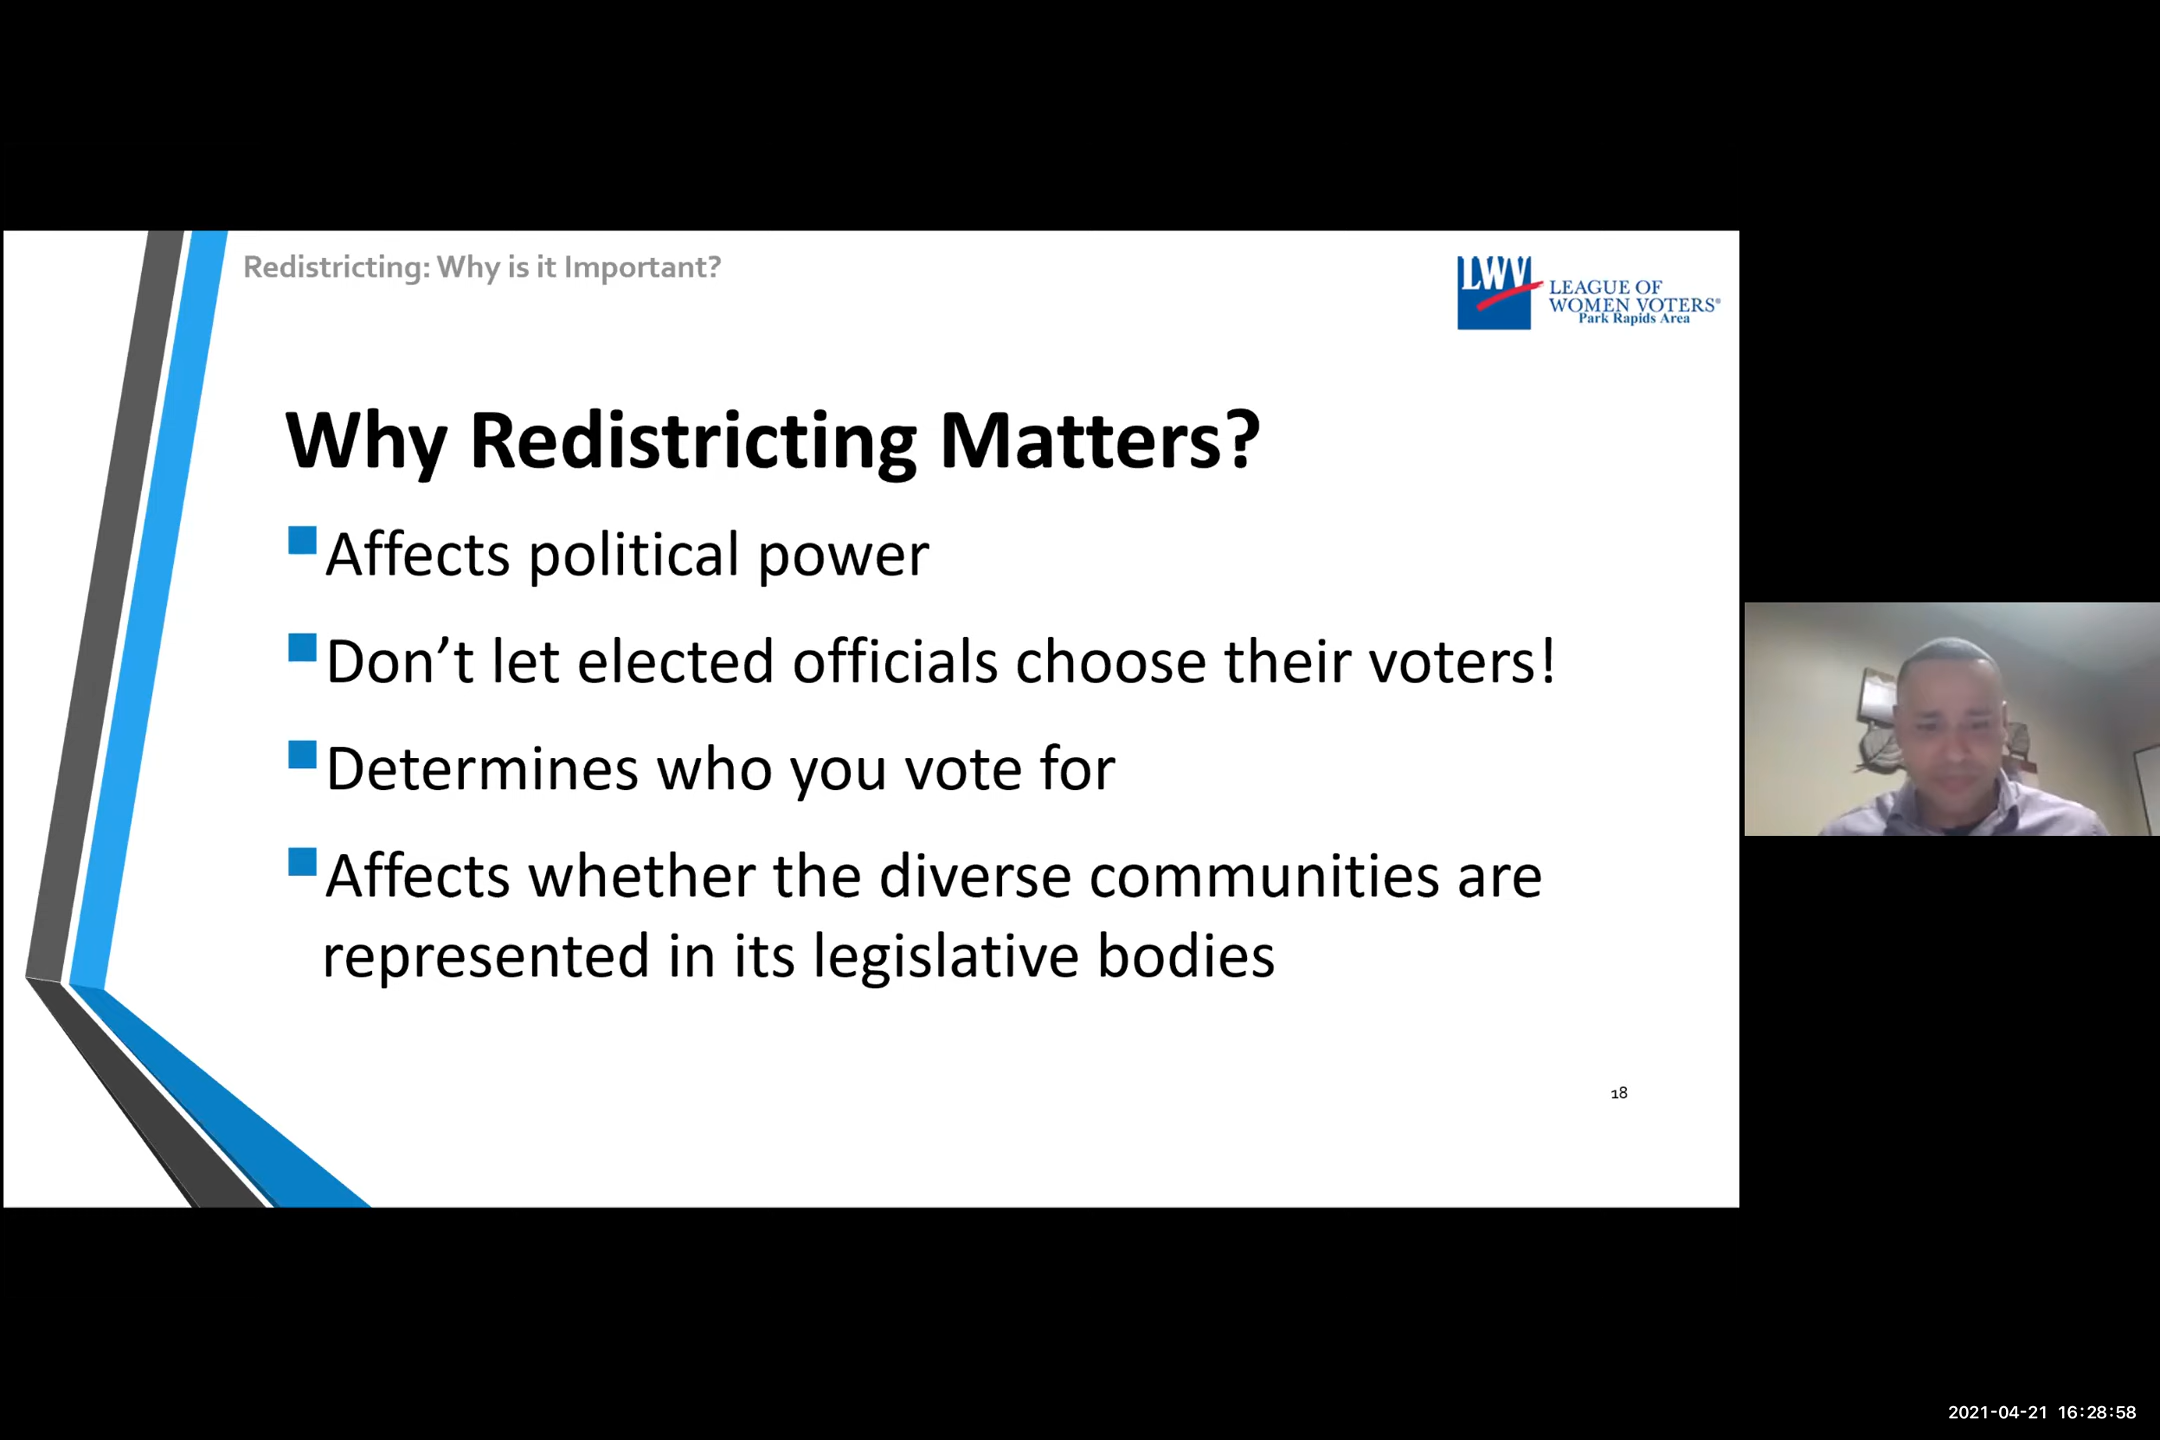 Redistricting: Why is it Important?
LWV
LEAGUE OF
WOMEN VOTERS®
Park Rapids Area
Why Redistricting Matters?
Affects political power
Don’t let elected officials choose their voters!
Determines who you vote for
Affects whether the diverse communities are
represented in its legislative bodies
18
2021-04-21 16:28:58